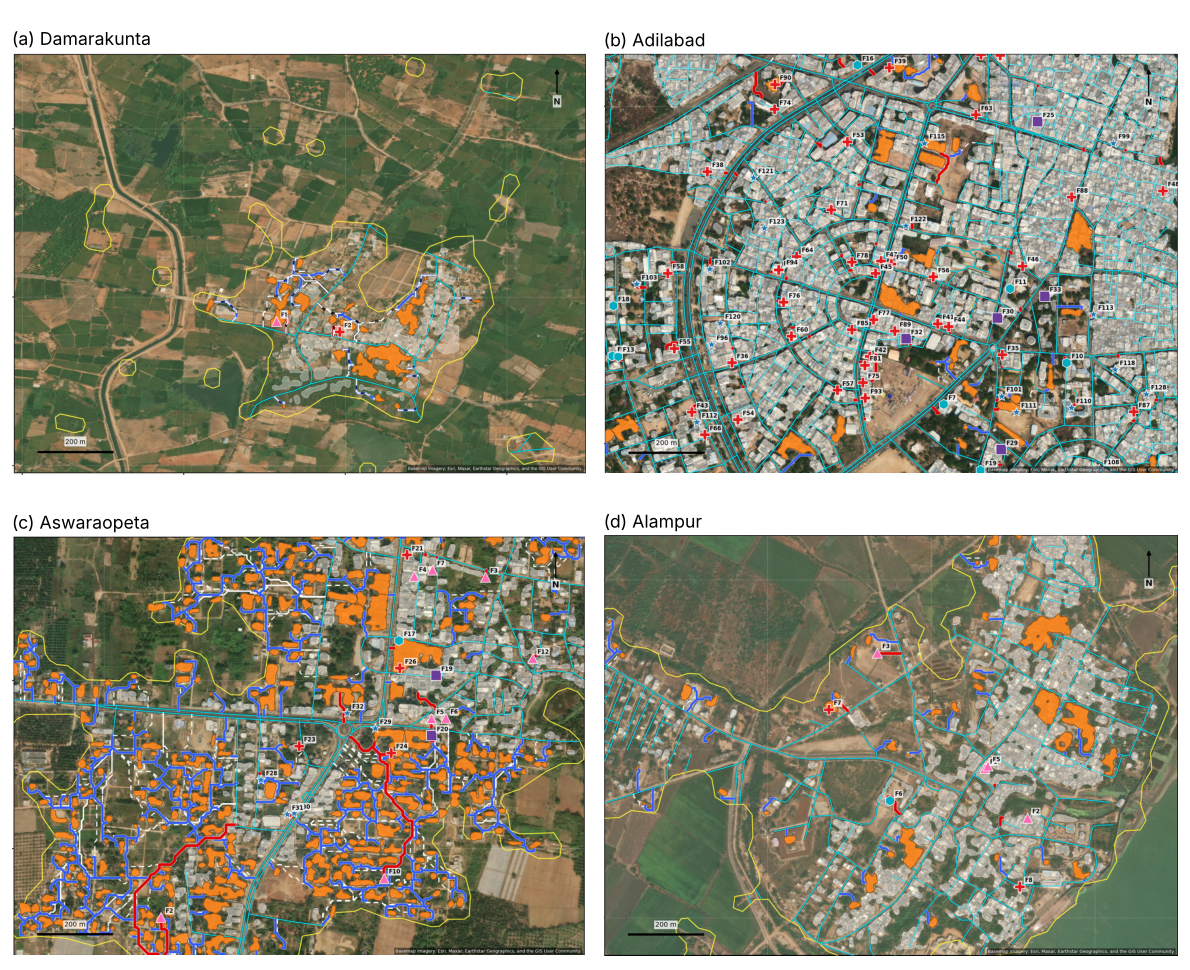 (a) Damarakunta
N
F1
F2
200 m
Basemap imagery: Esri, Maxar, Earthstar Geographics, and the GIS User Community
(b) Adilabad
F16
F39
F90
N
F74
F63
F25
F53
F115
F99
F38
F121
F48
F88
F71
F123
F122
F64
F102
F94
F78
F47
F50
F46
F58
F45
F56
F103
F11
F33
F18
F76
F30
F113
F120
F77
F41
F44
F85
F89
F60
F32
F96
F55
F13
F42
F35
F10
F36
F81
F118
F75
F57
F93
F101
F128
F43
F7
F111
F110
F87
F112
F54
F66
F29
200 m
F19
F108
Basemap imagery: Esri, Maxar, Earthstar Geographics, and the GIS User Community
(c) Aswaraopeta
F21
F7
F4
F3
N
F17
F12
F26
F19
F32
F5
F6
F29
F20
F23
F24
F28
F31
F10
F2
200 m
Basemap imagery: Esri, Maxar, Earthstar Geographics, and the GIS User Community
(d) Alampur
N
F3
F7
F5
F6
F2
F8
200 m
Basemap imagery: Esri, Maxar, Earthstar Geographics, and the GIS User Community